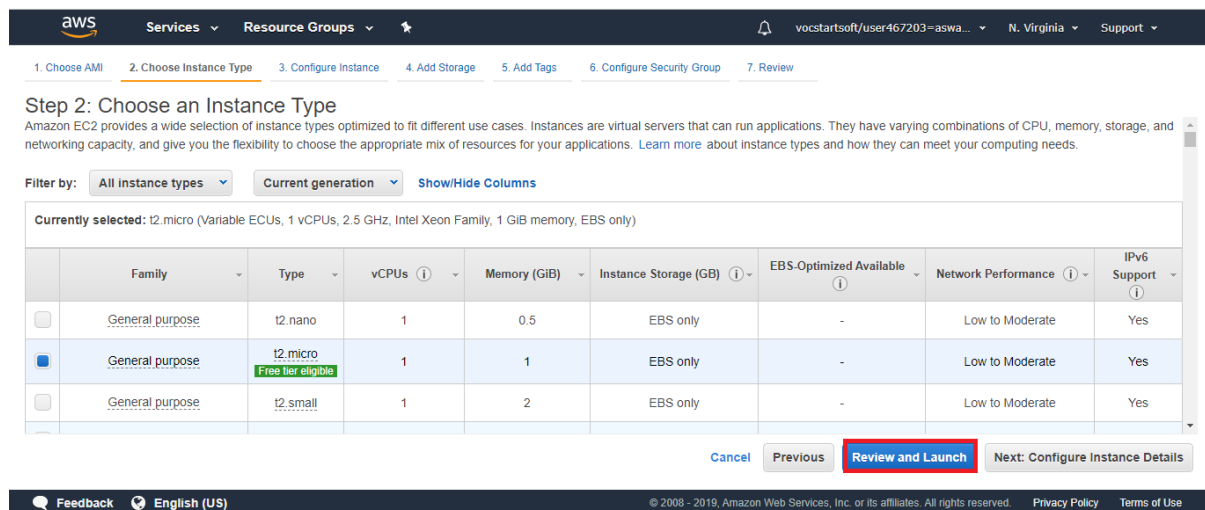 aws Services Resource Groups vocstartsoft/user467203=aswa... N. Virginia Support
1. Choose AMI 2. Choose Instance Type 3. Configure Instance 4. Add Storage 5. Add Tags 6. Configure Security Group 7. Review
Step 2: Choose an Instance Type
Amazon EC2 provides a wide selection of instance types optimized to fit different use cases. Instances are virtual servers that can run applications. They have varying combinations of CPU, memory, storage, and
networking capacity, and give you the flexibility to choose the appropriate mix of resources for your applications. Learn more about instance types and how they can meet your computing needs.
Filter by: All instance types Current generation Show/Hide Columns
Currently selected: t2.micro (Variable ECUs, 1 vCPUs, 2.5 GHz, Intel Xeon Family, 1 GiB memory, EBS only)
Family Type vCPUs Memory (GiB) Instance Storage (GB) EBS-Optimized Available Network Performance IPv6 Support
General purpose t2.nano 1 0.5 EBS only - Low to Moderate Yes
General purpose t2.micro 1 1 EBS only - Low to Moderate Yes
Free tier eligible
General purpose t2.small 1 2 EBS only - Low to Moderate Yes
Cancel Previous Review and Launch Next: Configure Instance Details
Feedback English (US) © 2008 - 2019, Amazon Web Services, Inc. or its affiliates. All rights reserved. Privacy Policy Terms of Use